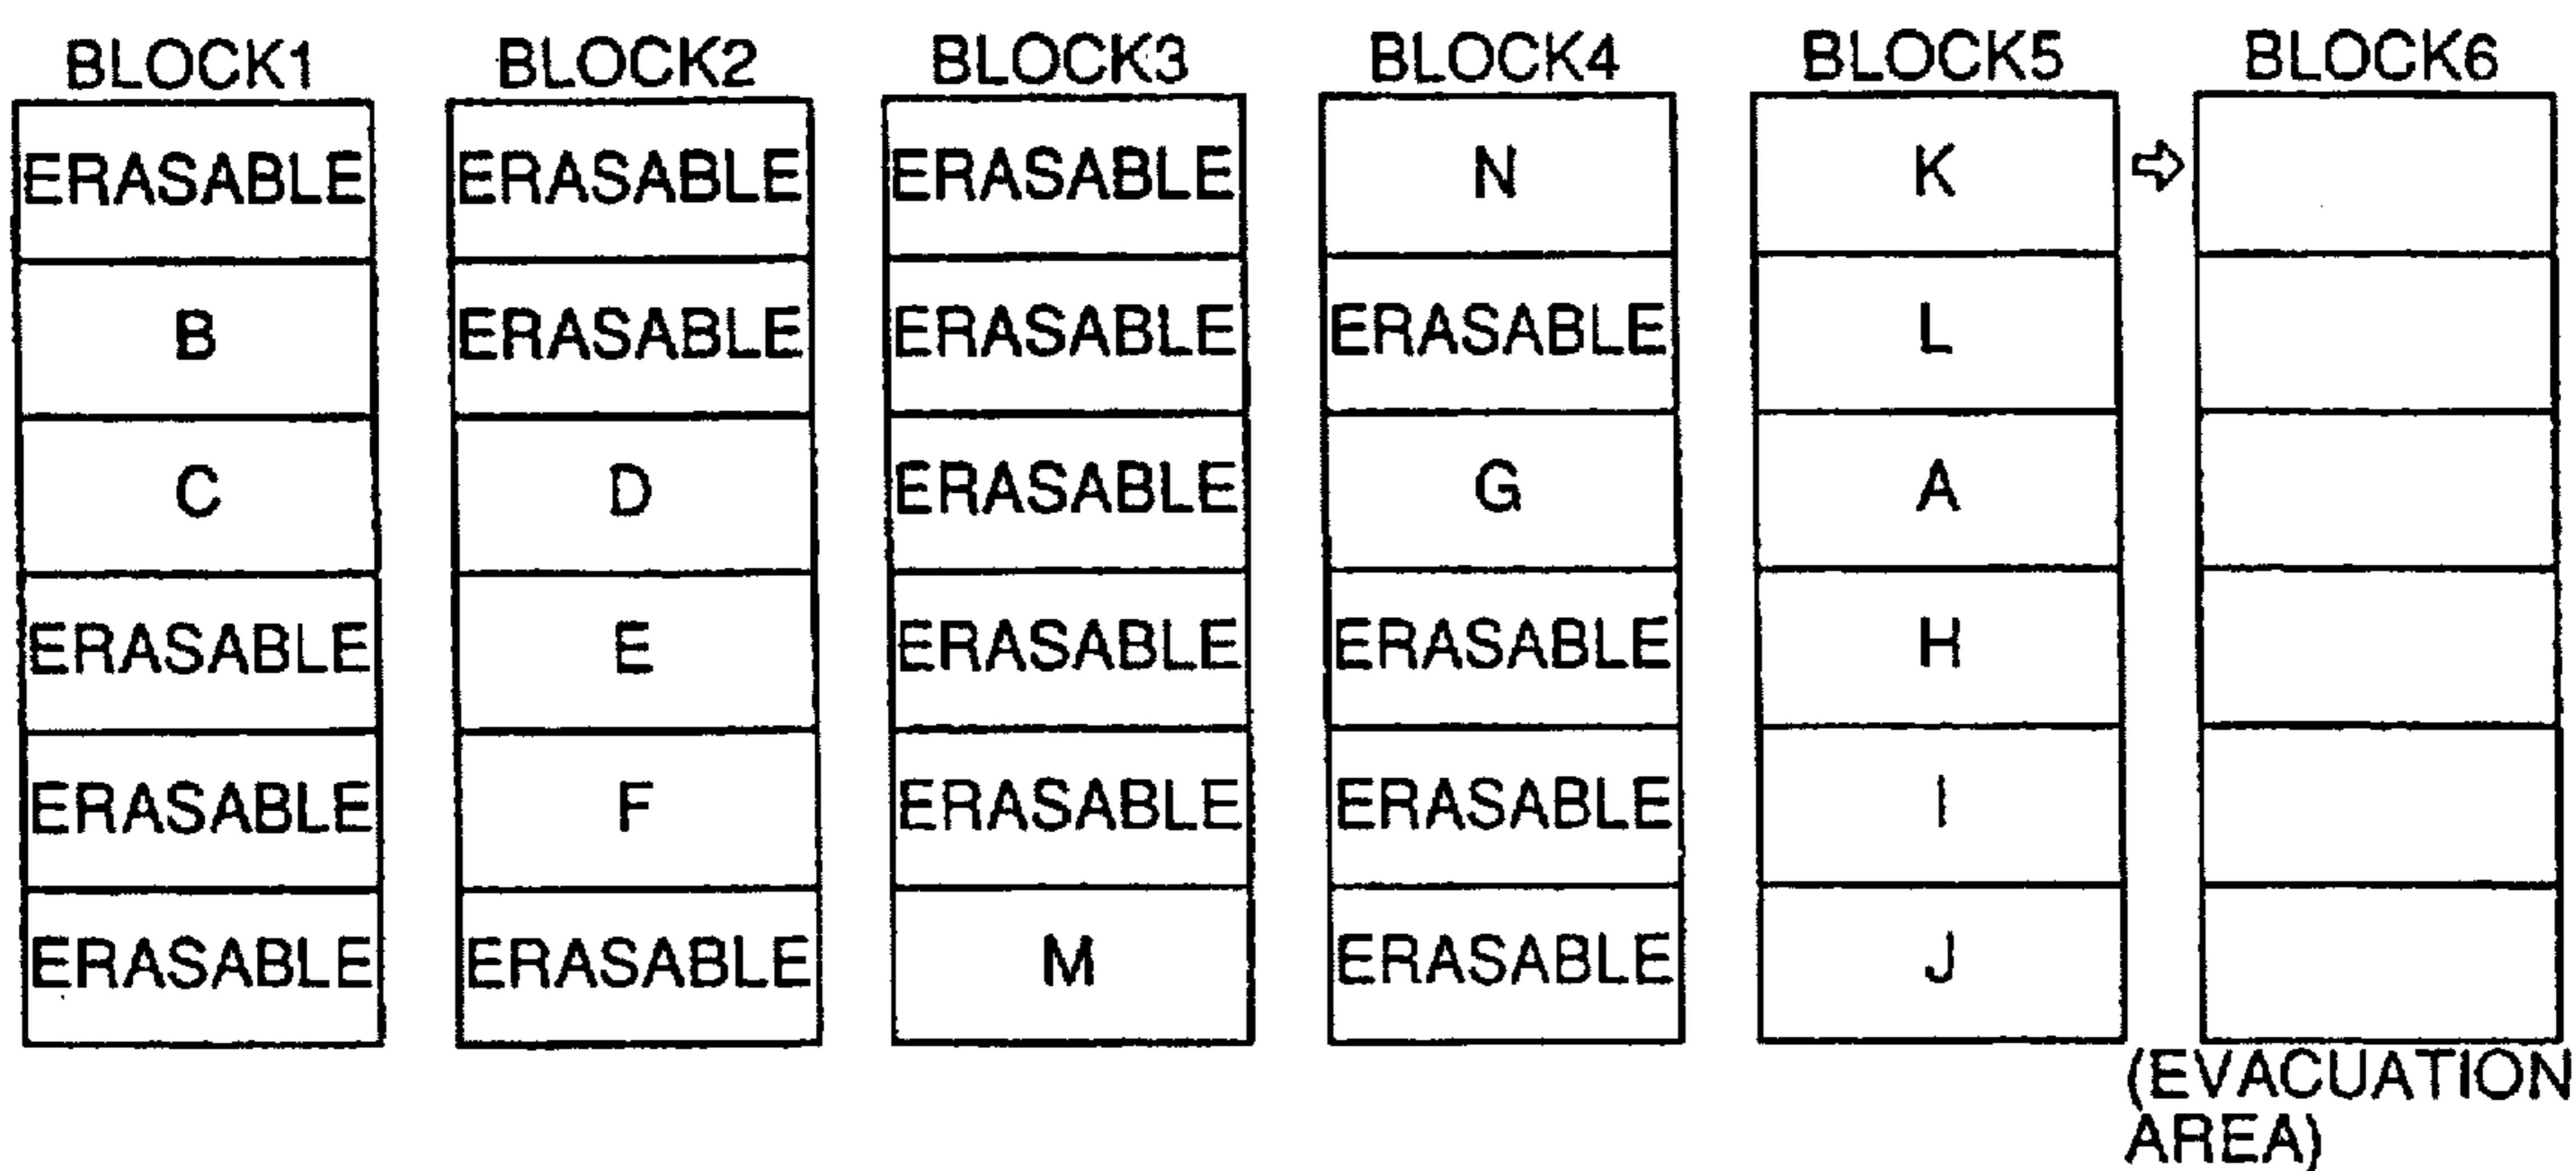 BLOCK1 BLOCK2 BLOCK3 BLOCK4 BLOCK5 BLOCK6
ERASABLE ERASABLE ERASABLE N K
B ERASABLE ERASABLE ERASABLE L
C D ERASABLE G A
ERASABLE E ERASABLE ERASABLE H
ERASABLE F ERASABLE ERASABLE I
ERASABLE ERASABLE M ERASABLE J
(EVACUATION
AREA)